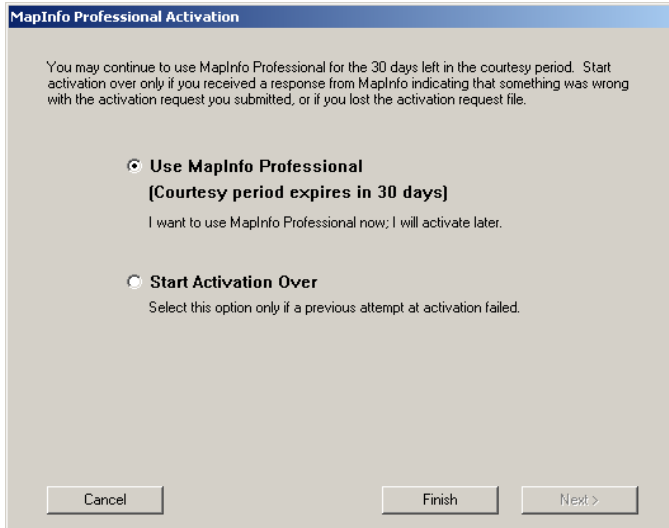 MapInfo Professional Activation
You may continue to use MapInfo Professional for the 30 days left in the courtesy period.  Start
activation over only if you received a response from MapInfo indicating that something was wrong
with the activation request you submitted, or if you lost the activation request file.
Use MapInfo Professional
(Courtesy period expires in 30 days)
I want to use MapInfo Professional now; I will activate later.
Start Activation Over
Select this option only if a previous attempt at activation failed.
Cancel
Finish
Next >